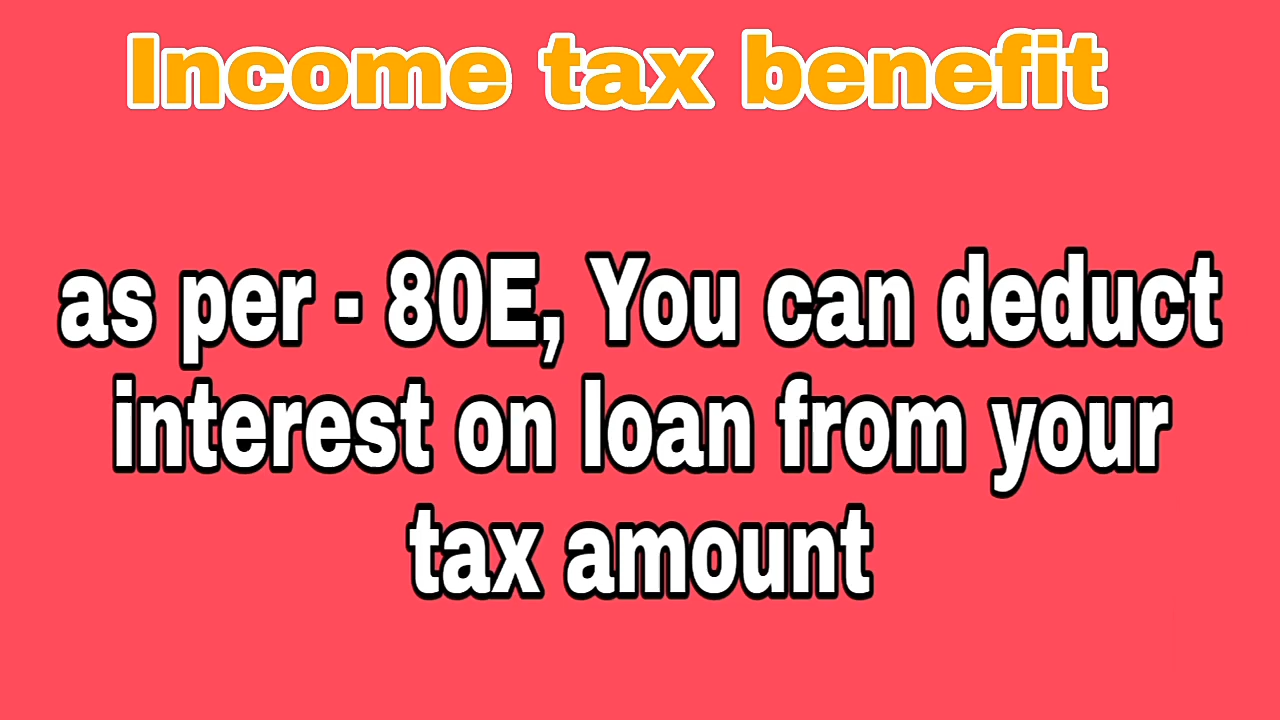 Income tax benefit
as per - 80E, You can deduct
interest on loan from your
tax amount